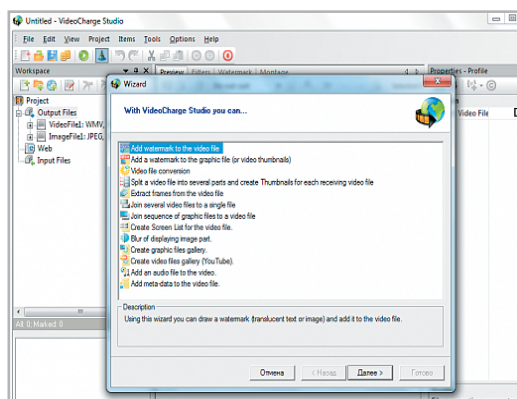 Untitled - VideoCharge Studio
File Edit View Project Items Tools Options Help
Workspace
Preview Filters Watermark Montage
Properties - Profile
Project
Output Files
VideoFile1: WMV,
ImageFile1: JPEG,
Web
Input Files
Video File
All: 0, Marked: 0
Wizard
With VideoCharge Studio you can...
Add watermark to the video file
Add a watermark to the graphic file (or video thumbnails)
Video file conversion
Split a video file into several parts and create Thumbnails for each receiving video file
Extract frames from the video file
Join several video files to a single file
Join sequence of graphic files to a video file
Create Screen List for the video file.
Blur of displaying image part.
Create graphic files gallery.
Create video files gallery (YouTube).
Add an audio file to the video.
Add meta-data to the video file.
Description
Using this wizard you can draw a watermark (translucent text or image) and add it to the video file.
Отмена
< Назад
Далее >
Готово